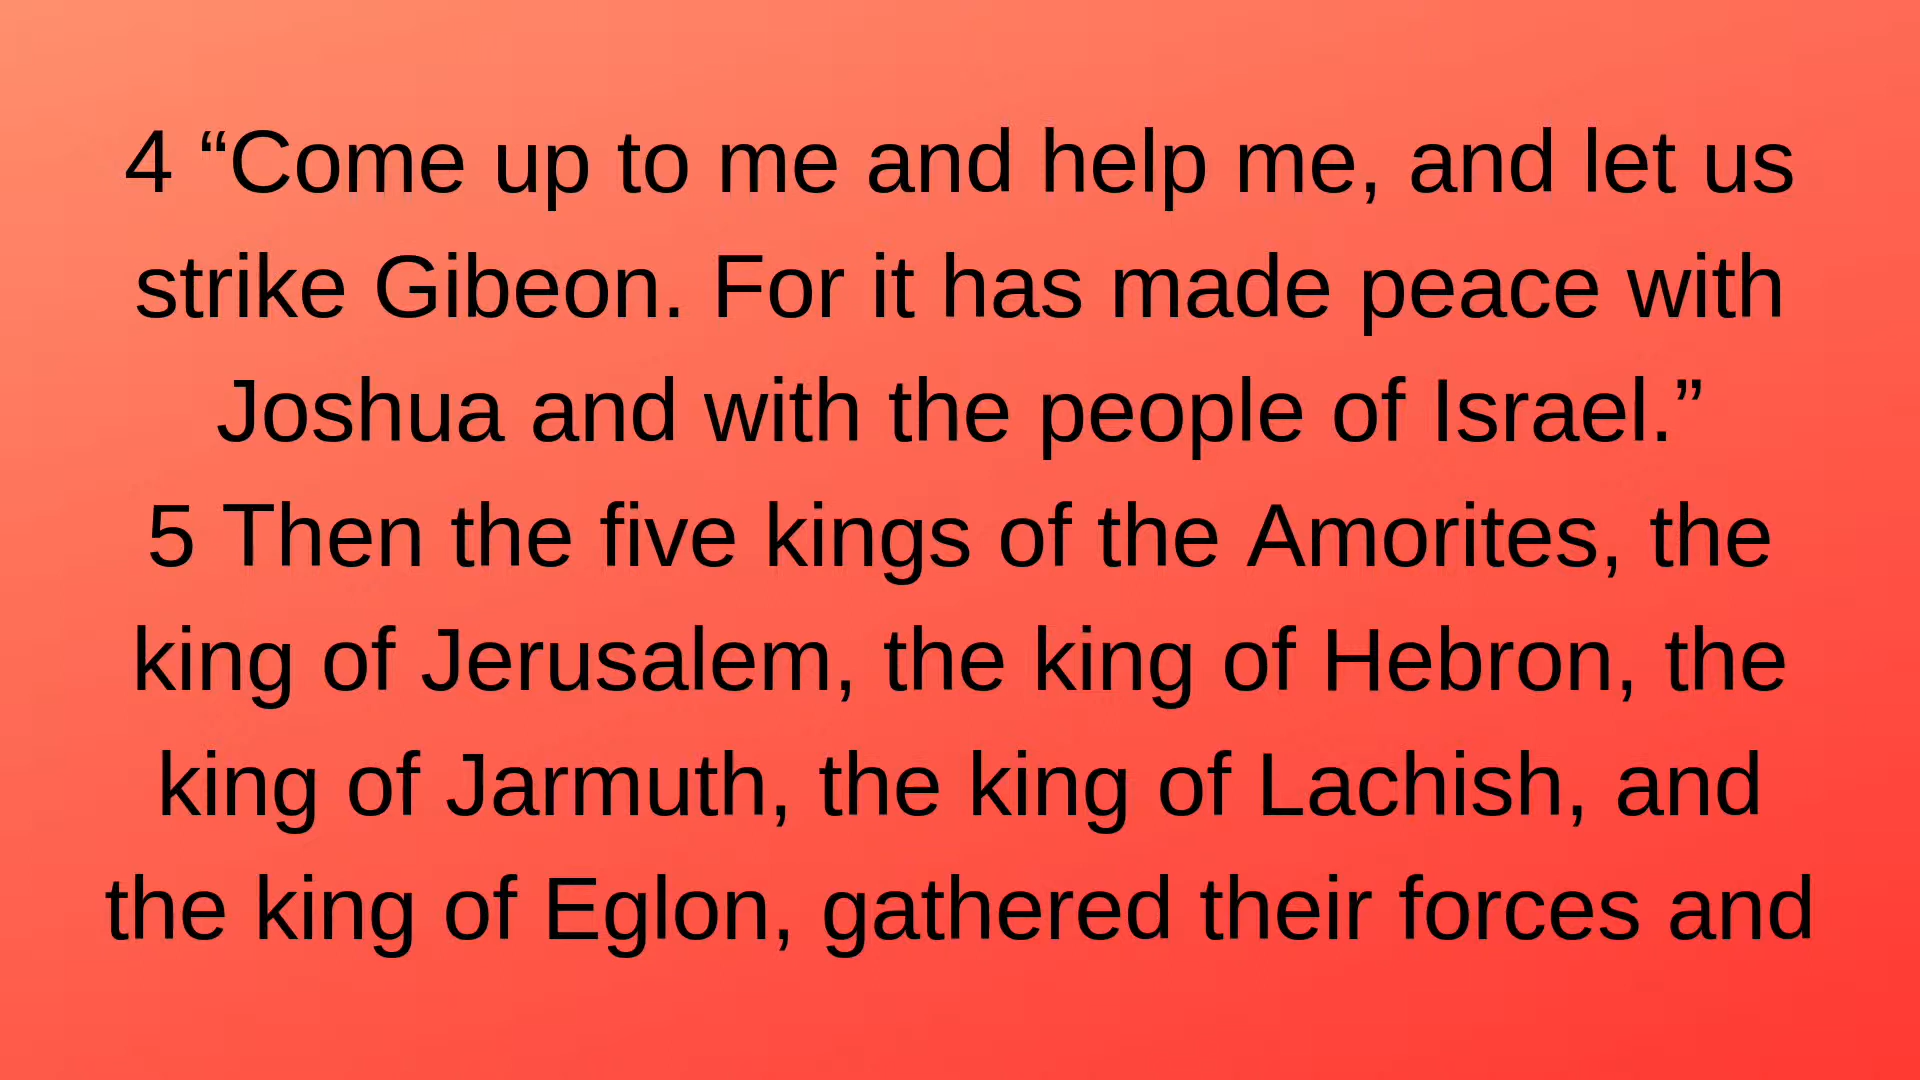 4 “Come up to me and help me, and let us
strike Gibeon. For it has made peace with
Joshua and with the people of Israel.”
5 Then the five kings of the Amorites, the
king of Jerusalem, the king of Hebron, the
king of Jarmuth, the king of Lachish, and
the king of Eglon, gathered their forces and